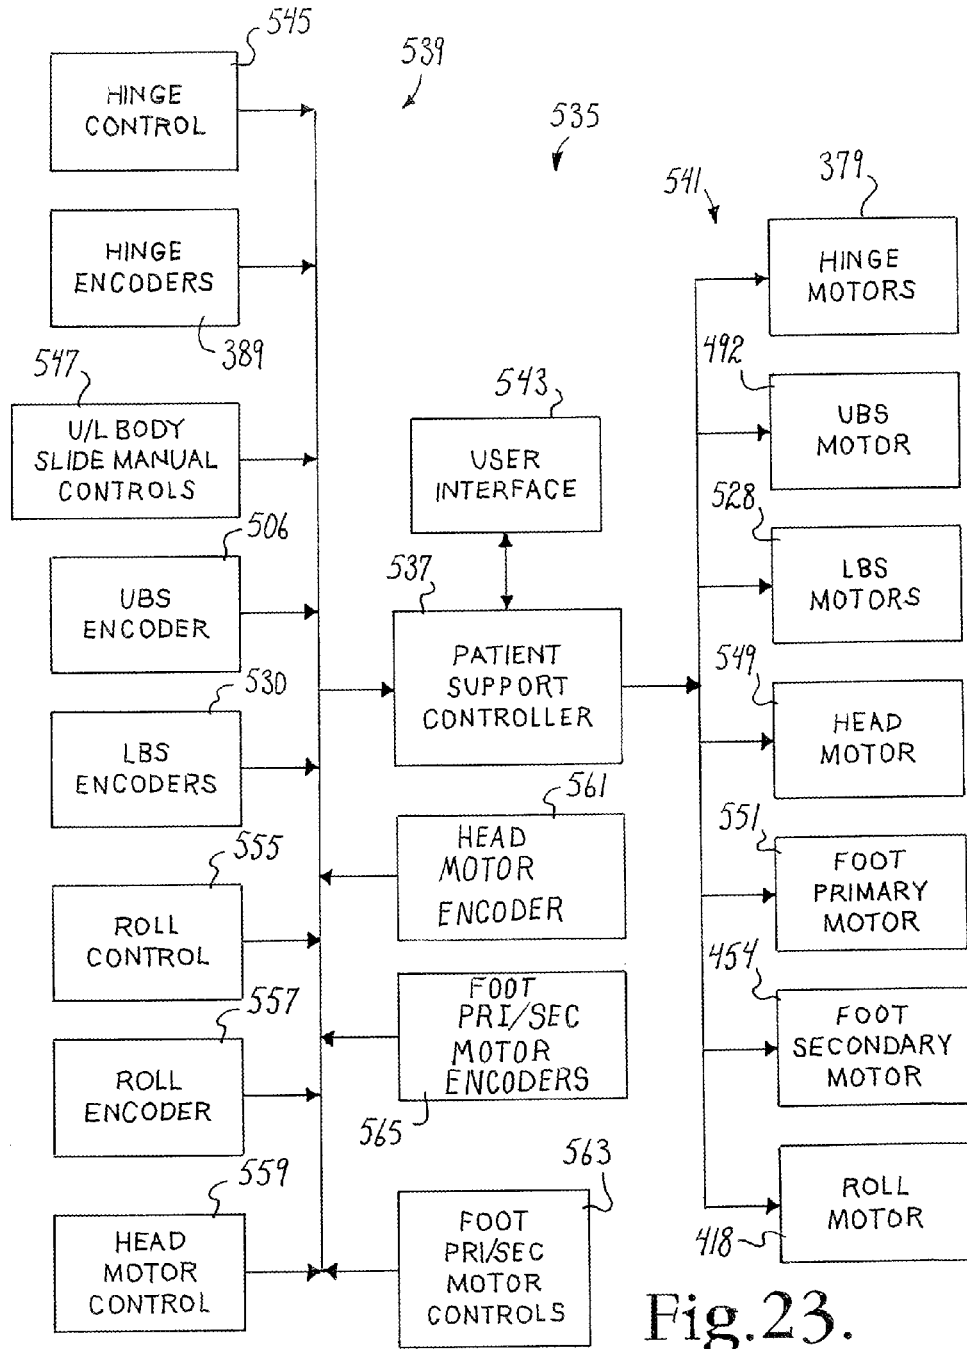 545
HINGE
CONTROL
539
535
541
379
HINGE
ENCODERS
389
HINGE
MOTORS
547
U/L BODY
SLIDE MANUAL
CONTROLS
492
UBS
MOTOR
543
USER
INTERFACE
506
UBS
ENCODER
528
LBS
MOTORS
537
PATIENT
SUPPORT
CONTROLLER
530
LBS
ENCODERS
549
HEAD
MOTOR
561
HEAD
MOTOR
ENCODER
551
FOOT
PRIMARY
MOTOR
555
ROLL
CONTROL
454
FOOT
SECONDARY
MOTOR
FOOT
PRI/SEC
MOTOR
ENCODERS
565
557
ROLL
ENCODER
559
HEAD
MOTOR
CONTROL
563
FOOT
PRI/SEC
MOTOR
CONTROLS
ROLL
MOTOR
418
Fig.23.